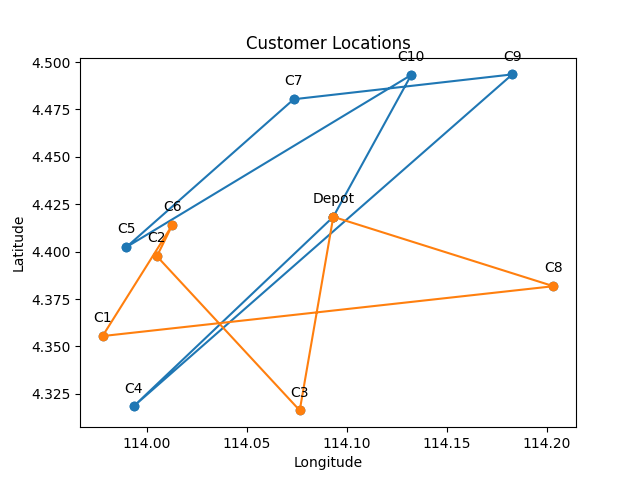 Customer Locations
C10
C9
C7
Depot
C6
C5
C2
C8
C1
C3
C4
4.500
4.475
4.450
4.425
4.400
4.375
4.350
4.325
Latitude
114.00
114.05
114.10
114.15
114.20
Longitude